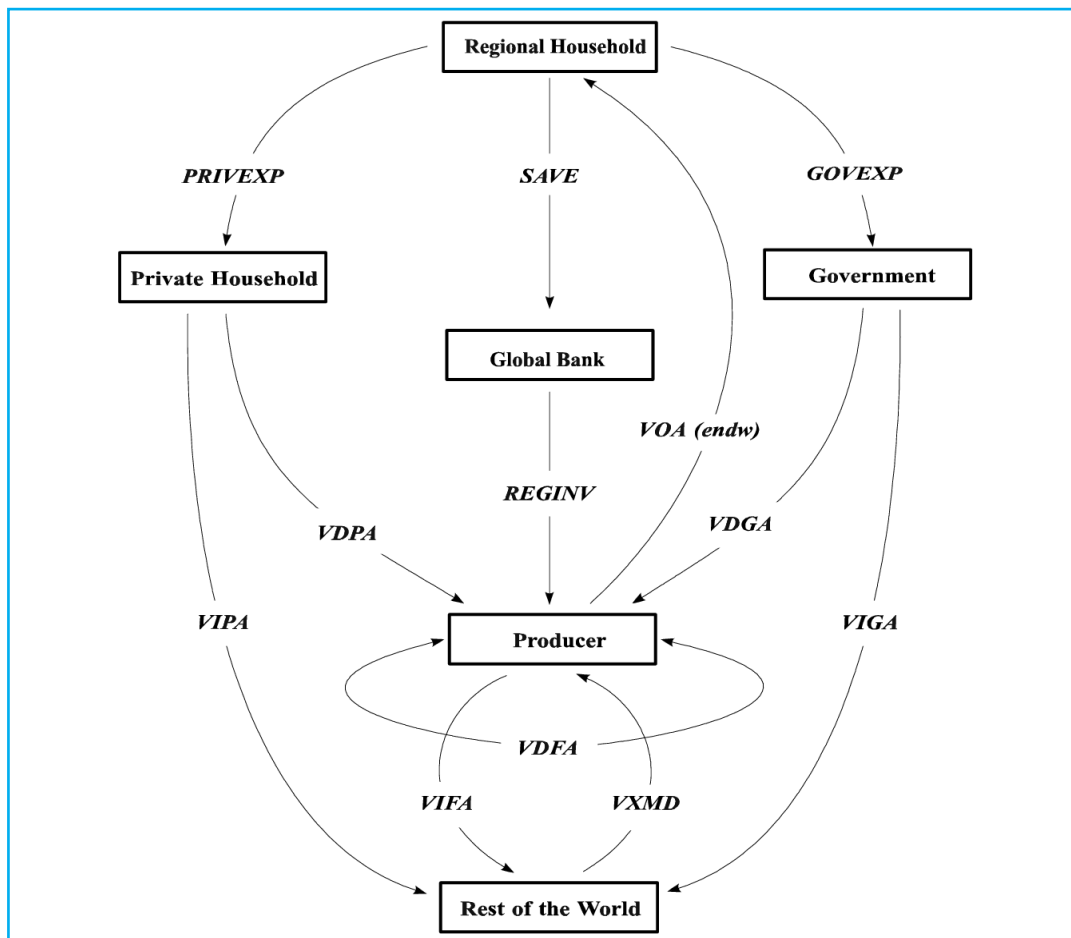 Regional Household
PRIVEXP
SAVE
GOVEXP
Private Household
Government
Global Bank
VOA (endw)
REGINV
VDPA
VDGA
VIPA
VIGA
Producer
VDFA
VIFA
VXMD
Rest of the World